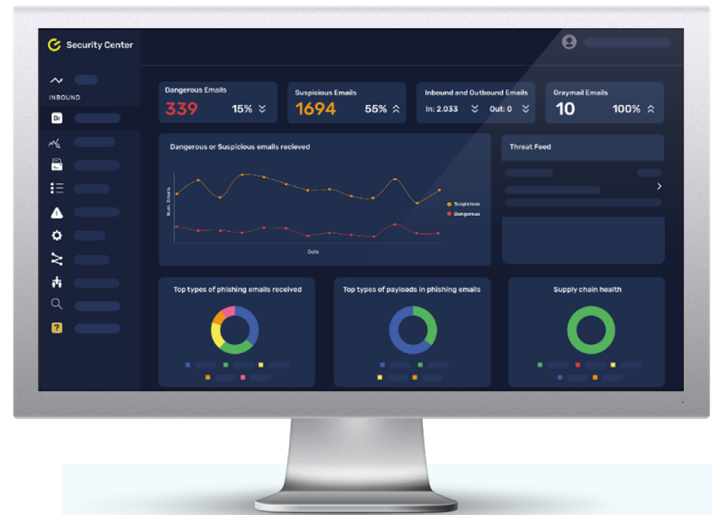 Security Center
INBOUND
Dangerous Emails
339
15%
Suspicious Emails
1694
55%
Inbound and Outbound Emails
In: 2.033
Out: 0
Graymail Emails
10
100%
Dangerous or Suspicious emails recieved
Num. Emails
Suspicious
Dangerous
Date
Threat Feed
Top types of phishing emails received
Top types of payloads in phishing emails
Supply chain health
?